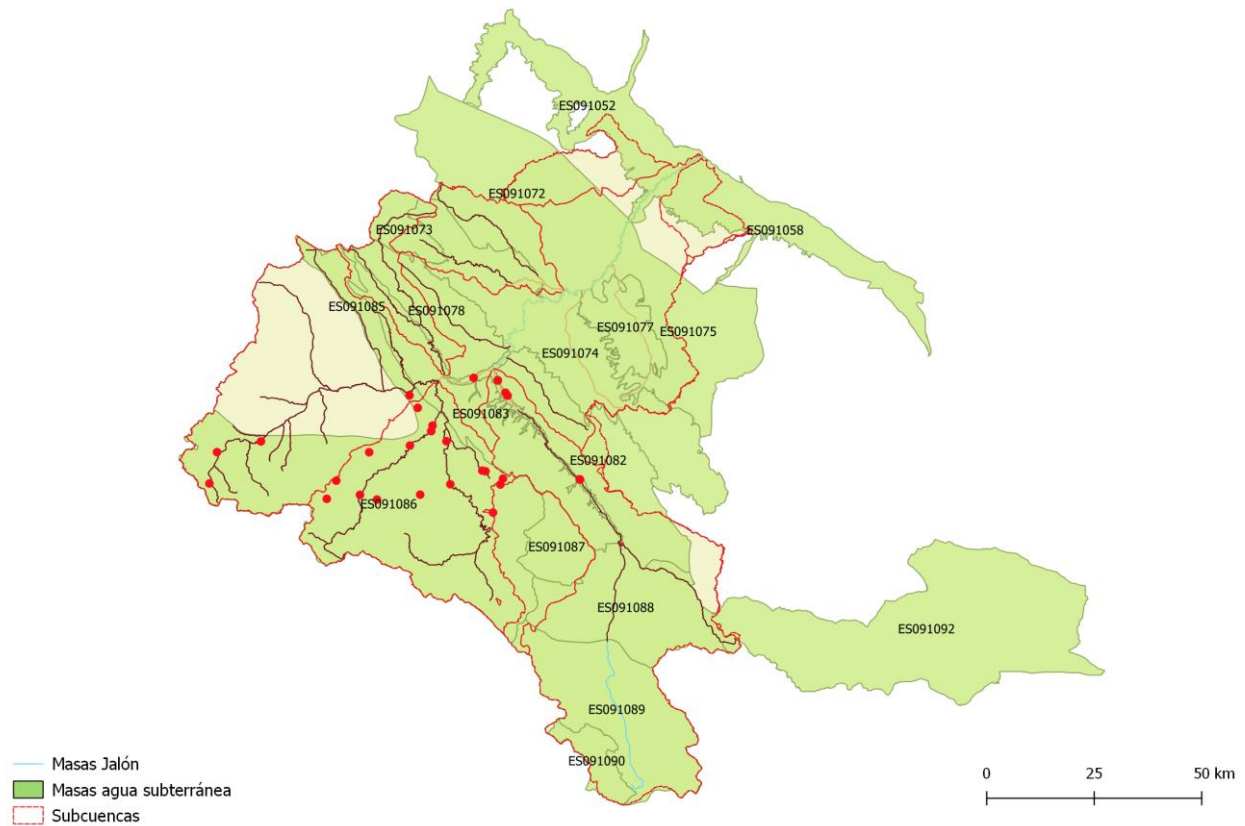 ES091052
ES091072
ES091073
ES091058
ES091085
ES091078
ES091077
ES091075
ES091074
ES091083
ES091082
ES091086
ES091087
ES091088
ES091092
ES091089
ES091090
Masas Jalón
Masas agua subterránea
Subcuencas
0 25 50 km